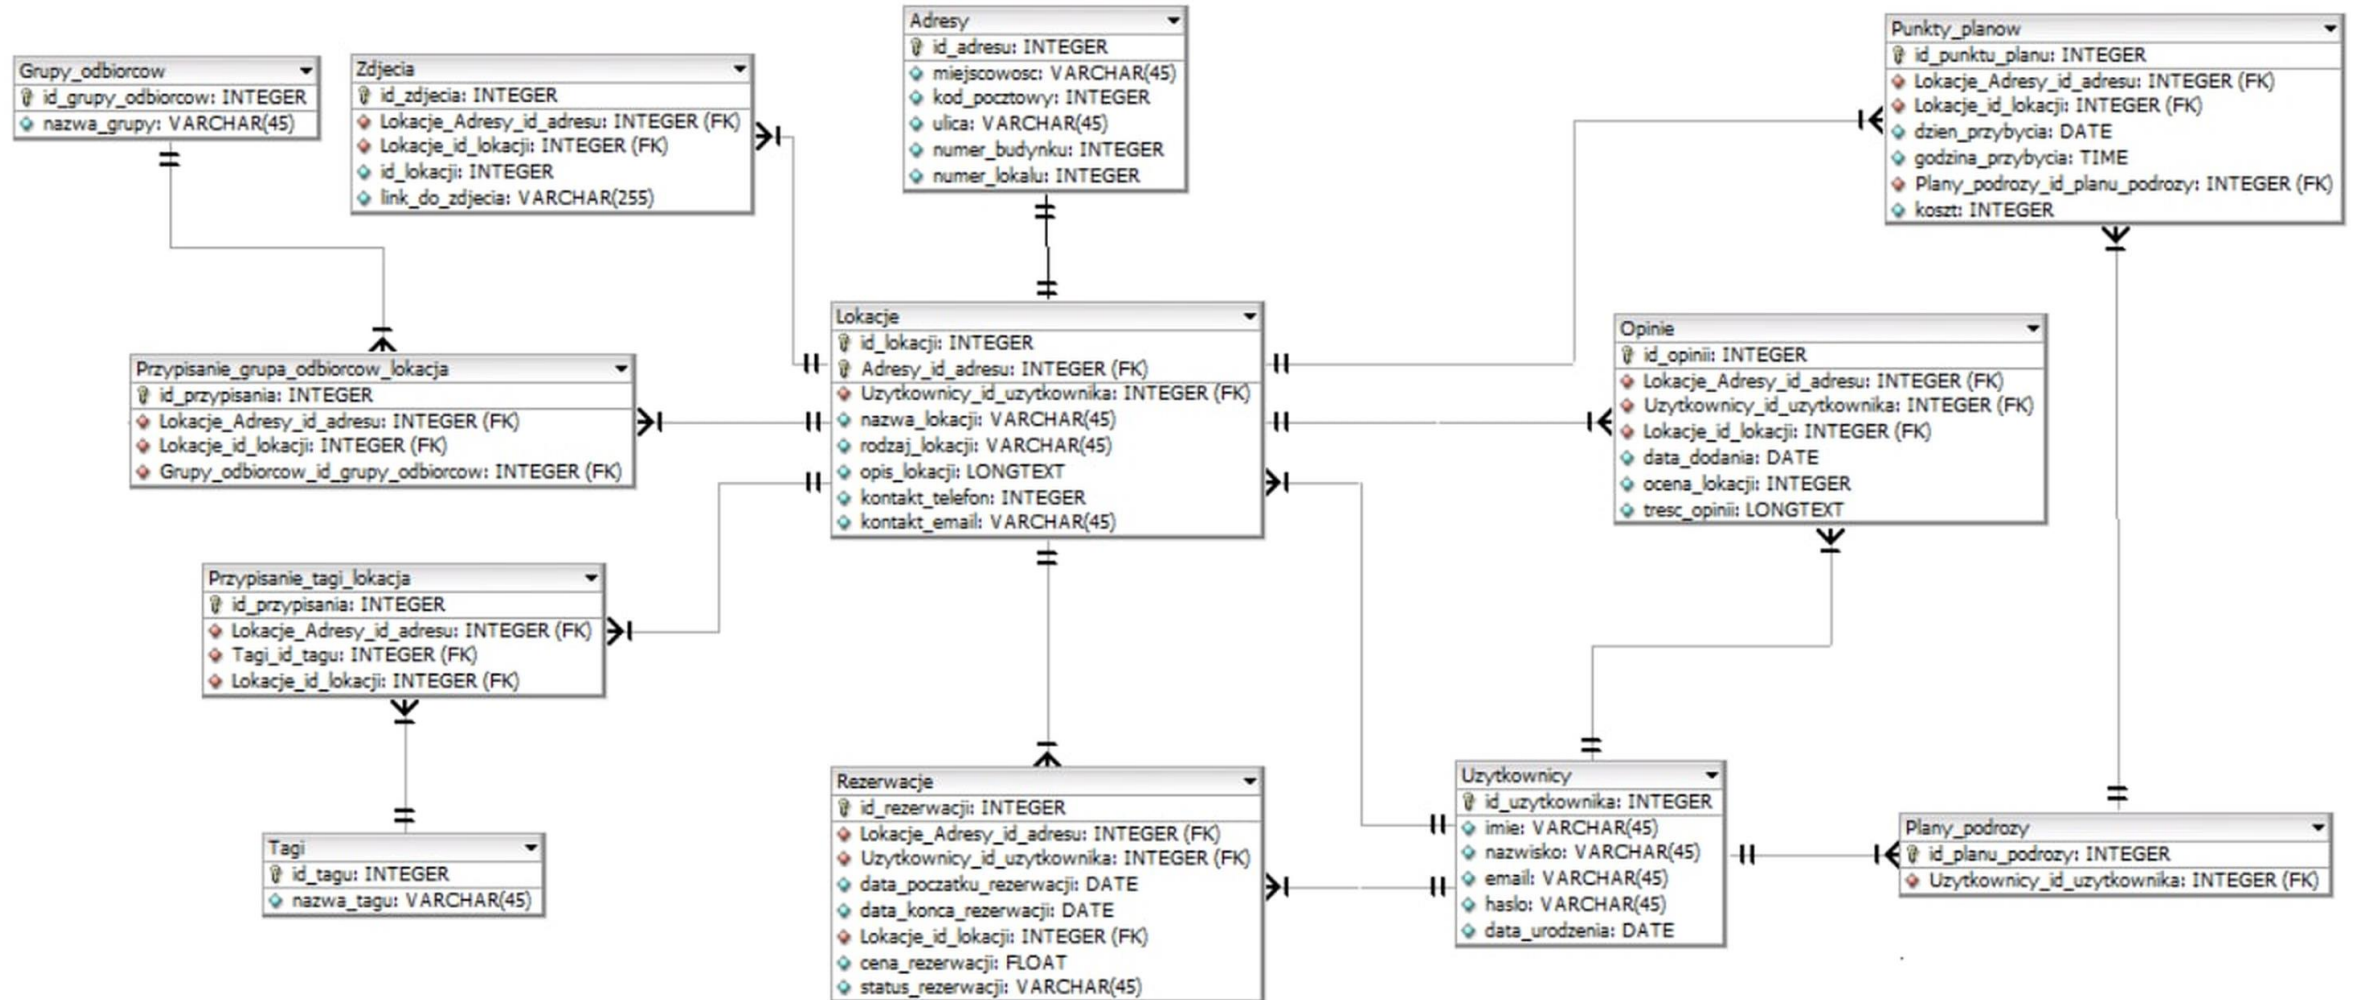 Grupy_odbiorcow
id_grupy_odbiorcow: INTEGER
nazwa_grupy: VARCHAR(45)
Zdjecia
id_zdjecia: INTEGER
Lokacje_Adresy_id_adresu: INTEGER (FK)
Lokacje_id_lokacji: INTEGER (FK)
id_lokacji: INTEGER
link_do_zdjecia: VARCHAR(255)
Adresy
id_adresu: INTEGER
miejscowosc: VARCHAR(45)
kod_pocztowy: INTEGER
ulica: VARCHAR(45)
numer_budynku: INTEGER
numer_lokalu: INTEGER
Punkty_planow
id_punktu_planu: INTEGER
Lokacje_Adresy_id_adresu: INTEGER (FK)
Lokacje_id_lokacji: INTEGER (FK)
dzien_przybycia: DATE
godzina_przybycia: TIME
Plany_podrozy_id_planu_podrozy: INTEGER (FK)
koszt: INTEGER
Przypisanie_grupa_odbiorcow_lokacja
id_przypisania: INTEGER
Lokacje_Adresy_id_adresu: INTEGER (FK)
Lokacje_id_lokacji: INTEGER (FK)
Grupy_odbiorcow_id_grupy_odbiorcow: INTEGER (FK)
Lokacje
id_lokacji: INTEGER
Adresy_id_adresu: INTEGER (FK)
Uzytkownicy_id_uzytkownika: INTEGER (FK)
nazwa_lokacji: VARCHAR(45)
rodzaj_lokacji: VARCHAR(45)
opis_lokacji: LONGTEXT
kontakt_telefon: INTEGER
kontakt_email: VARCHAR(45)
Opinie
id_opinii: INTEGER
Lokacje_Adresy_id_adresu: INTEGER (FK)
Uzytkownicy_id_uzytkownika: INTEGER (FK)
Lokacje_id_lokacji: INTEGER (FK)
data_dodania: DATE
ocena_lokacji: INTEGER
tresc_opinii: LONGTEXT
Przypisanie_tagi_lokacja
id_przypisania: INTEGER
Lokacje_Adresy_id_adresu: INTEGER (FK)
Tagi_id_tagu: INTEGER (FK)
Lokacje_id_lokacji: INTEGER (FK)
Tagi
id_tagu: INTEGER
nazwa_tagu: VARCHAR(45)
Rezerwacje
id_rezerwacji: INTEGER
Lokacje_Adresy_id_adresu: INTEGER (FK)
Uzytkownicy_id_uzytkownika: INTEGER (FK)
data_poczatku_rezerwacji: DATE
data_konca_rezerwacji: DATE
Lokacje_id_lokacji: INTEGER (FK)
cena_rezerwacji: FLOAT
status_rezerwacji: VARCHAR(45)
Uzytkownicy
id_uzytkownika: INTEGER
imie: VARCHAR(45)
nazwisko: VARCHAR(45)
email: VARCHAR(45)
haslo: VARCHAR(45)
data_urodzenia: DATE
Plany_podrozy
id_planu_podrozy: INTEGER
Uzytkownicy_id_uzytkownika: INTEGER (FK)